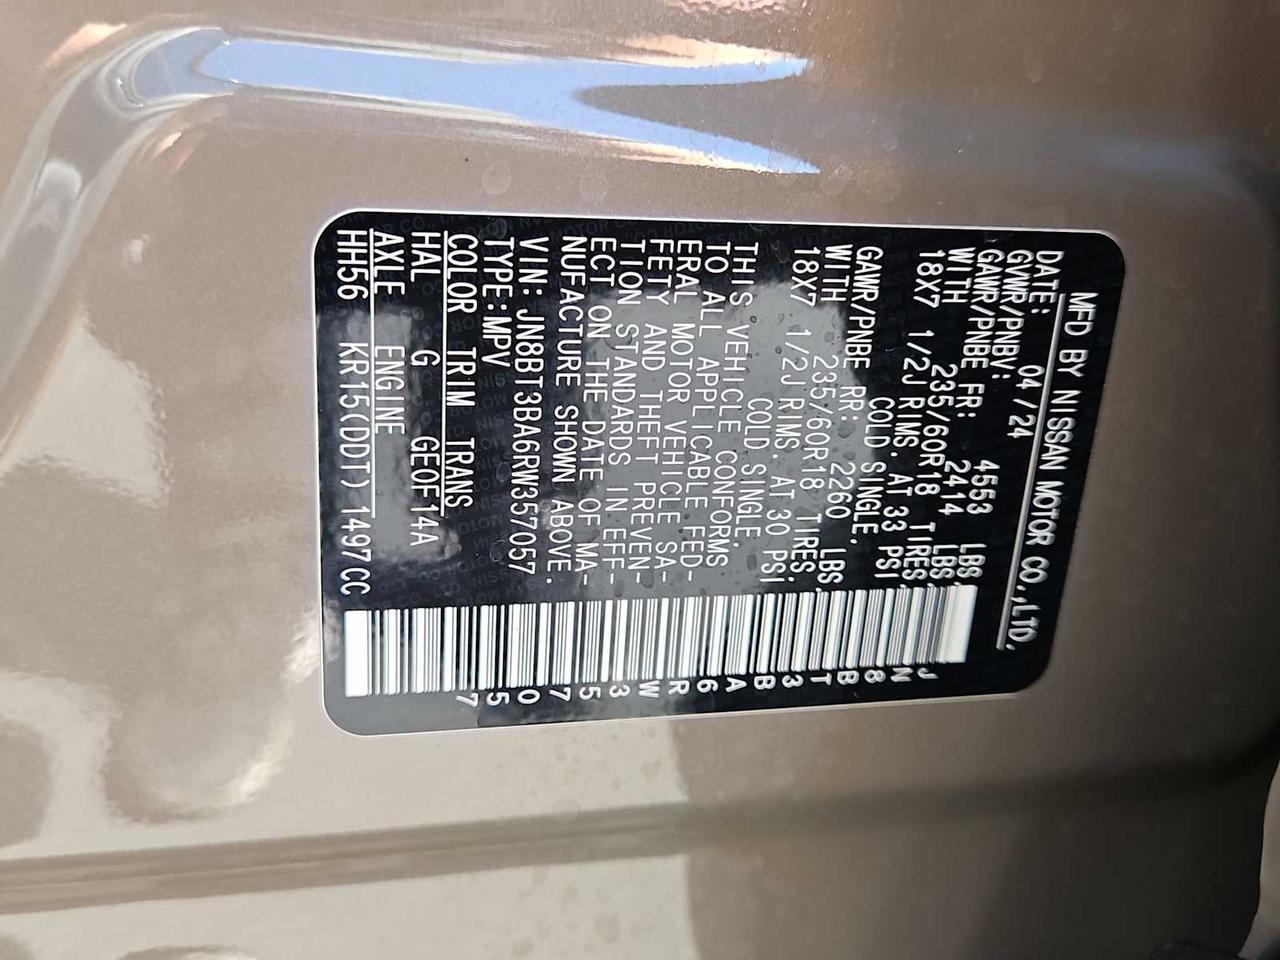 MFD BY NISSAN MOTOR CO.,LTD.
DATE: 04/24
GVWR/PNBV: 4553 LBS
GAWR/PNBE FR: 2414 LBS
WITH 235/60R18 TIRES,
18X7 1/2J RIMS. AT 33 PSI
COLD SINGLE,
GAWR/PNBE RR: 2260 LBS
WITH 235/60R18 TIRES,
18X7 1/2J RIMS. AT 30 PSI
COLD SINGLE.
THIS VEHICLE CONFORMS
TO ALL APPLICABLE FED-
ERAL MOTOR VEHICLE SA-
FETY AND THEFT PREVEN-
TION STANDARDS IN EFF-
ECT ON THE DATE OF MA-
NUFACTURE SHOWN ABOVE.
VIN: JN8BT3BA6RW357057
TYPE:MPV
COLOR TRIM TRANS
HAL G GEOF14A
AXLE ENGINE
HH56 KR15(DDT)1497CC
JN8BT3BA6RW357057